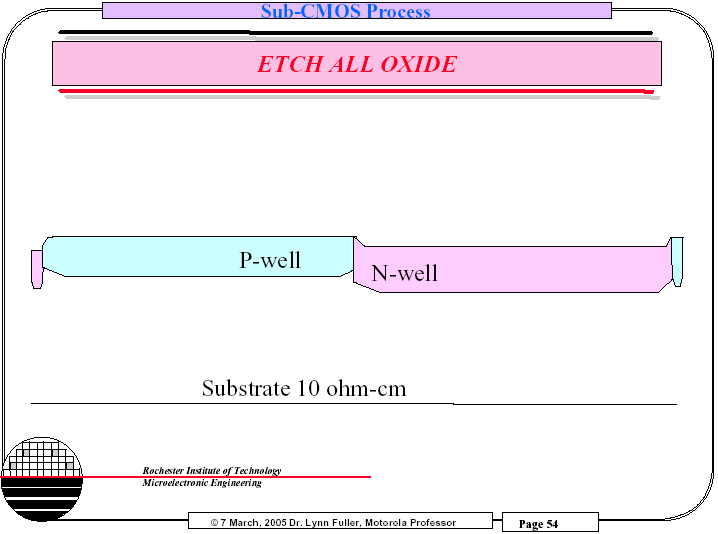 Sub-CMOS Process
ETCH ALL OXIDE
P-well
N-well
Substrate 10 ohm-cm
Rochester Institute of Technology
Microelectronic Engineering
© 7 March, 2005 Dr. Lynn Fuller, Motorola Professor
Page 54